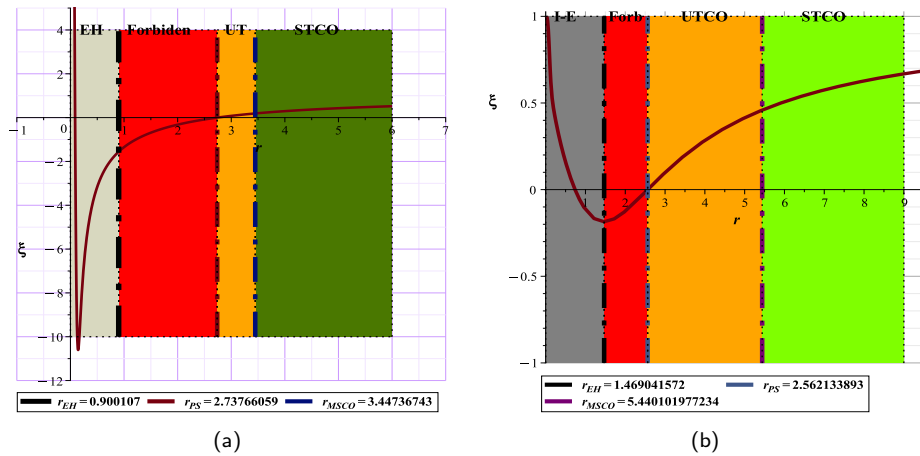 EH Forbiden UT STCO
4
2
−1 0 1 2 3 4 5 6 7
r
−2
−4
ξ
−6
−8
−10
−12
r_EH = 0.900107 r_PS = 2.73766059 r_MSCO = 3.44736743
(a)
I-E Forb UTCO STCO
1
ξ
0.5
0
1 2 3 4 5 6 7 8 9
r
−0.5
−1
r_EH = 1.469041572 r_PS = 2.562133893
r_MSCO = 5.440101977234
(b)